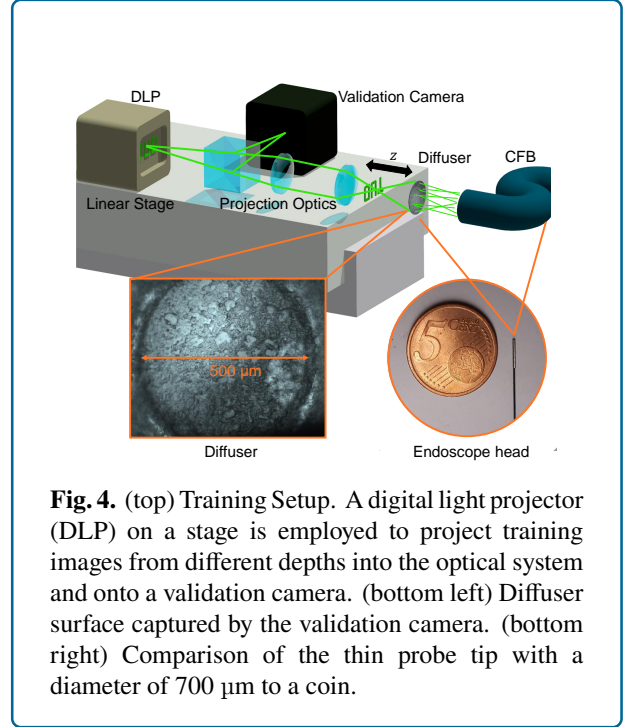 DLP
Validation Camera
z
Diffuser
CFB
Linear Stage
Projection Optics
500 µm
5
Diffuser
Endoscope head
Fig. 4. (top) Training Setup. A digital light projector
(DLP) on a stage is employed to project training
images from different depths into the optical system
and onto a validation camera. (bottom left) Diffuser
surface captured by the validation camera. (bottom
right) Comparison of the thin probe tip with a
diameter of 700 µm to a coin.